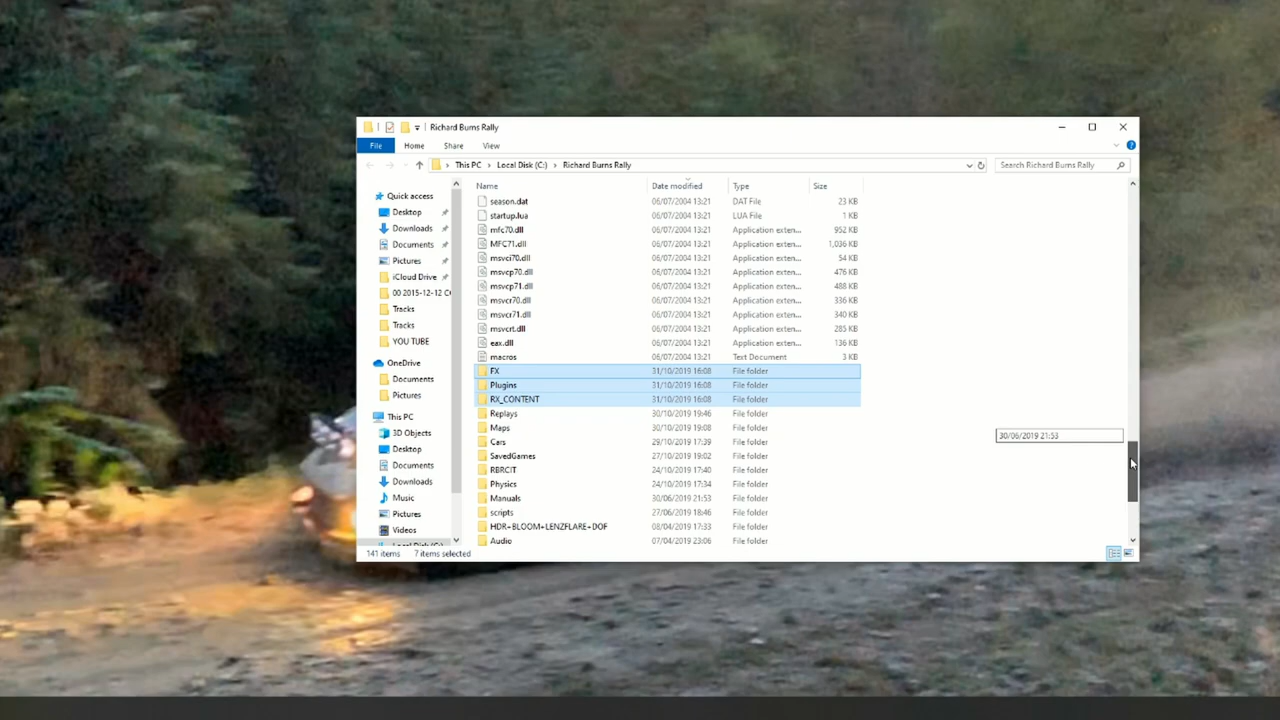 Richard Burns Rally
File Home Share View
This PC Local Disk (C:) Richard Burns Rally Search Richard Burns Rally
Name Date modified Type Size
Quick access
Desktop
Downloads
Documents
Pictures
iCloud Drive
00 2015-12-12
Tracks
Tracks
YOU TUBE
OneDrive
Documents
Pictures
This PC
3D Objects
Desktop
Documents
Downloads
Music
Pictures
Videos
Local Disk (C:)
season.dat 06/07/2004 13:21 DAT File 23 KB
startup.lua 06/07/2004 13:21 LUA File 1 KB
mfc70.dll 06/07/2004 13:21 Application exten... 952 KB
MFC71.dll 06/07/2004 13:21 Application exten... 1,036 KB
msvci70.dll 06/07/2004 13:21 Application exten... 54 KB
msvcp70.dll 06/07/2004 13:21 Application exten... 476 KB
msvcp71.dll 06/07/2004 13:21 Application exten... 488 KB
msvcr70.dll 06/07/2004 13:21 Application exten... 336 KB
msvcr71.dll 06/07/2004 13:21 Application exten... 340 KB
msvcrt.dll 06/07/2004 13:21 Application exten... 285 KB
eax.dll 06/07/2004 13:21 Application exten... 136 KB
macros 06/07/2004 13:21 Text Document 3 KB
FX 31/10/2019 16:08 File folder
Plugins 31/10/2019 16:08 File folder
RX_CONTENT 31/10/2019 16:08 File folder
Replays 30/10/2019 19:46 File folder
Maps 30/10/2019 19:08 File folder
Cars 29/10/2019 17:39 File folder
SavedGames 27/10/2019 19:02 File folder
RBRCIT 24/10/2019 17:40 File folder
Physics 24/10/2019 17:34 File folder
Manuals 30/06/2019 21:53 File folder
scripts 27/06/2019 18:46 File folder
HDR+BLOOM+LENZFLARE+DOF 08/04/2019 17:33 File folder
Audio 07/04/2019 23:06 File folder
30/06/2019 21:53
141 items 7 items selected